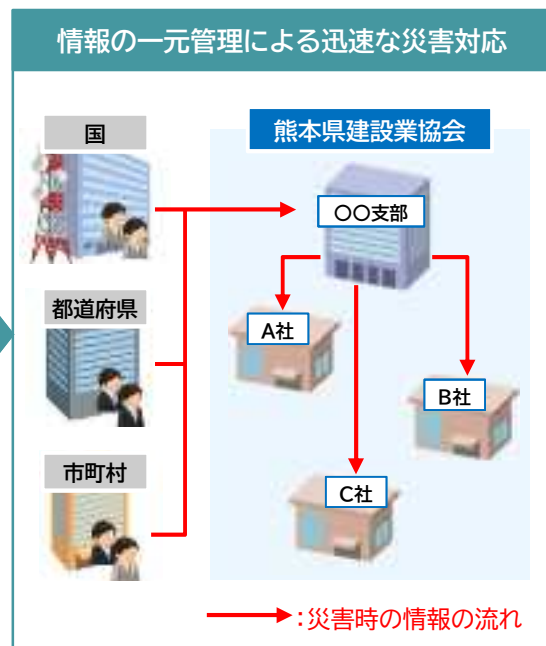 情報の一元管理による迅速な災害対応
国
熊本県建設業協会
〇〇支部
都道府県
A社
B社
市町村
C社
:災害時の情報の流れ